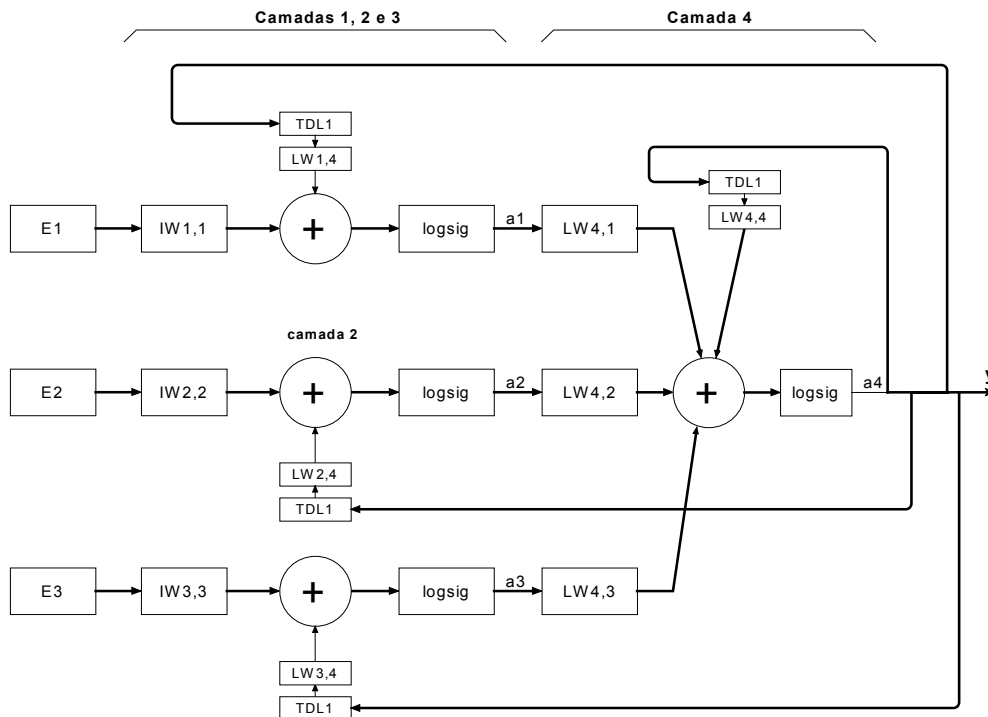 Camadas 1, 2 e 3
Camada 4
TDL1
LW1,4
TDL1
LW4,4
E1
IW1,1
+
logsig
a1
LW4,1
camada 2
E2
IW2,2
+
logsig
a2
LW4,2
+
logsig
a4
y
LW2,4
TDL1
E3
IW3,3
+
logsig
a3
LW4,3
LW3,4
TDL1